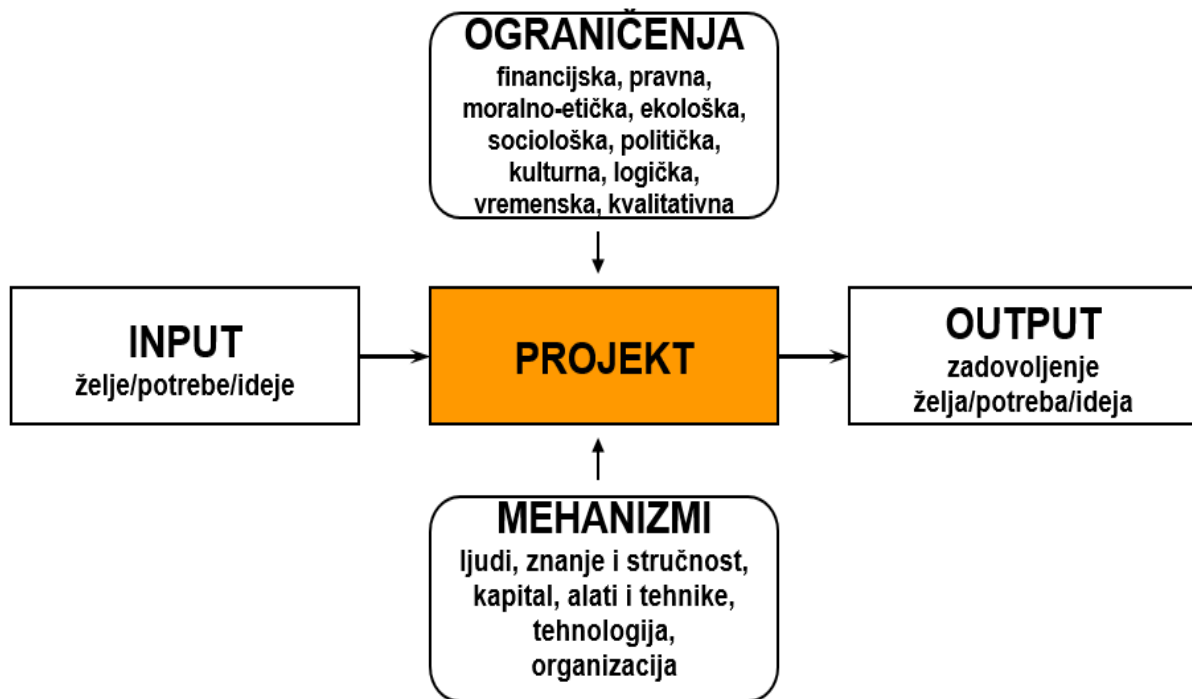 OGRANIČENJA
financijska, pravna,
moralno-etička, ekološka,
sociološka, politička,
kulturna, logička,
vremenska, kvalitativna
INPUT
želje/potrebe/ideje
PROJEKT
OUTPUT
zadovoljenje
želja/potreba/ideja
MEHANIZMI
ljudi, znanje i stručnost,
kapital, alati i tehnike,
tehnologija,
organizacija